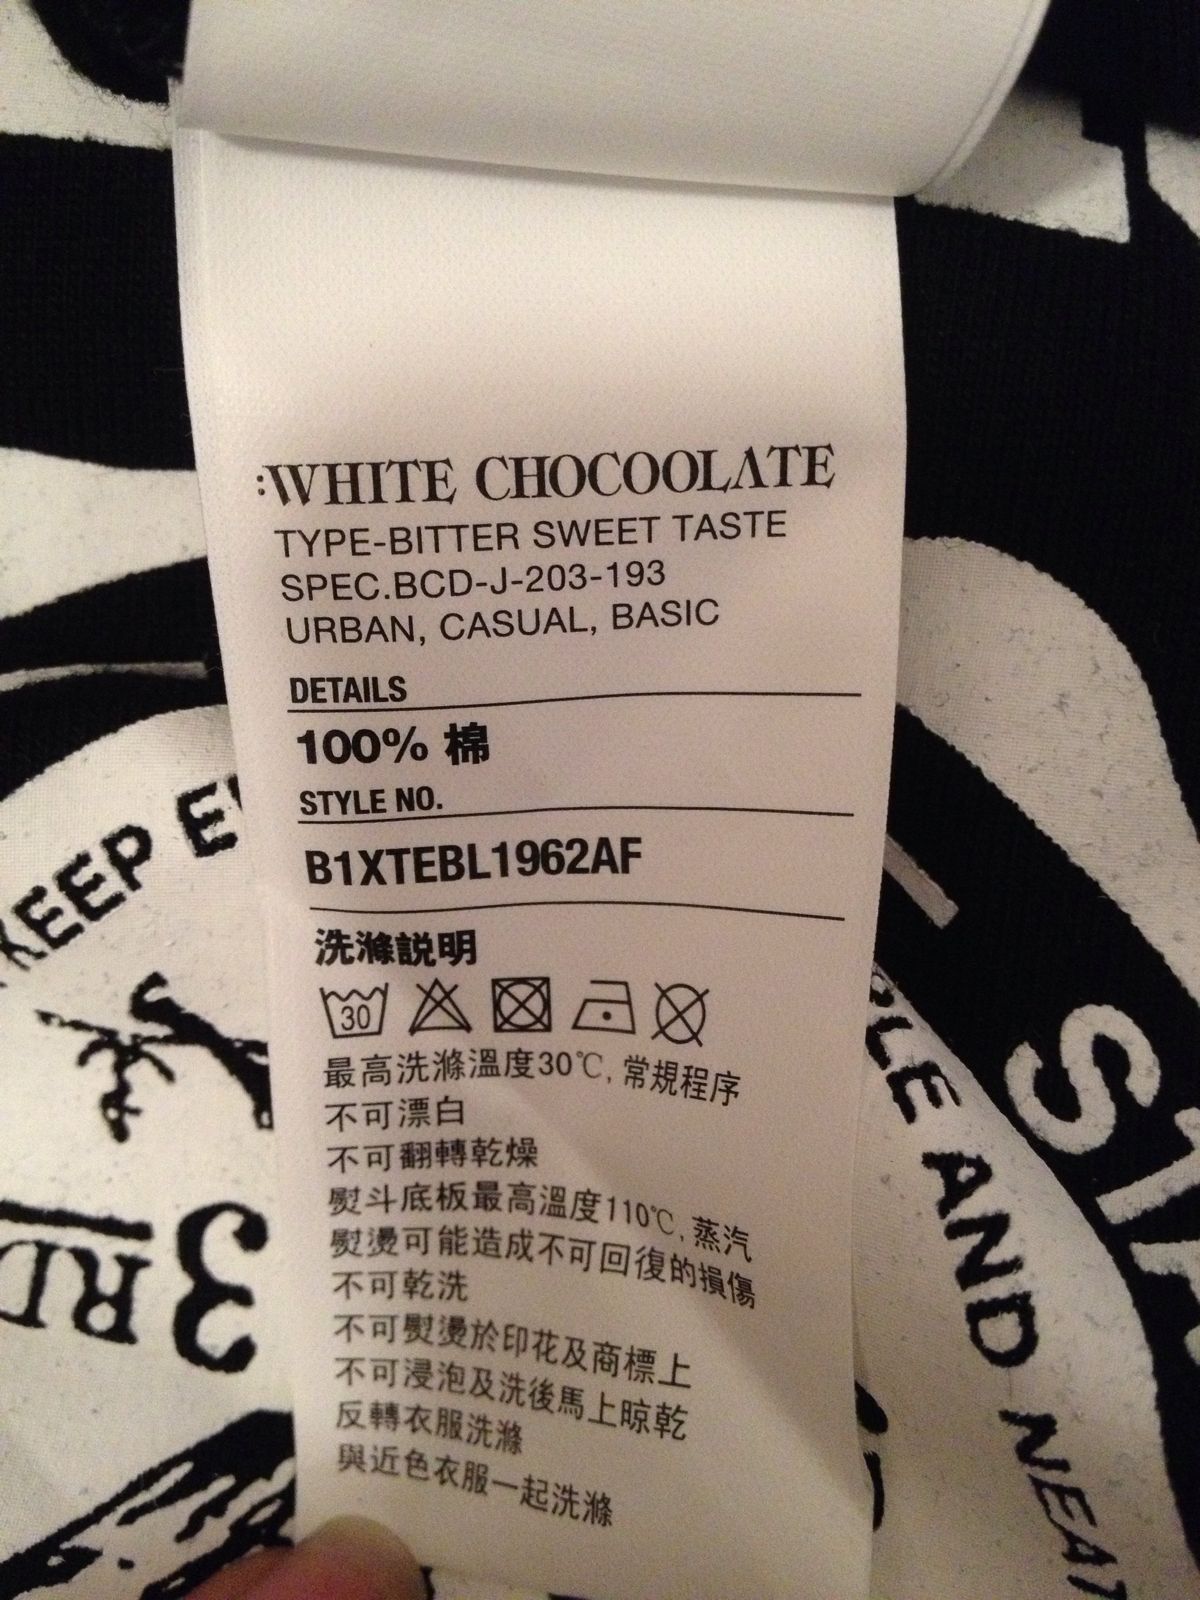 :WHITE CHOCOOLATE
TYPE-BITTER SWEET TASTE
SPEC.BCD-J-203-193
URBAN, CASUAL, BASIC
DETAILS
100% 棉
STYLE NO.
B1XTEBL1962AF
洗滌説明
30
最高洗滌溫度30℃, 常規程序
不可漂白
不可翻轉乾燥
熨斗底板最高溫度110℃, 蒸汽
熨燙可能造成不可回復的損傷
不可乾洗
不可熨燙於印花及商標上
不可浸泡及洗後馬上晾乾
反轉衣服洗滌
與近色衣服一起洗滌
KEEP
3RD
AND NEAT